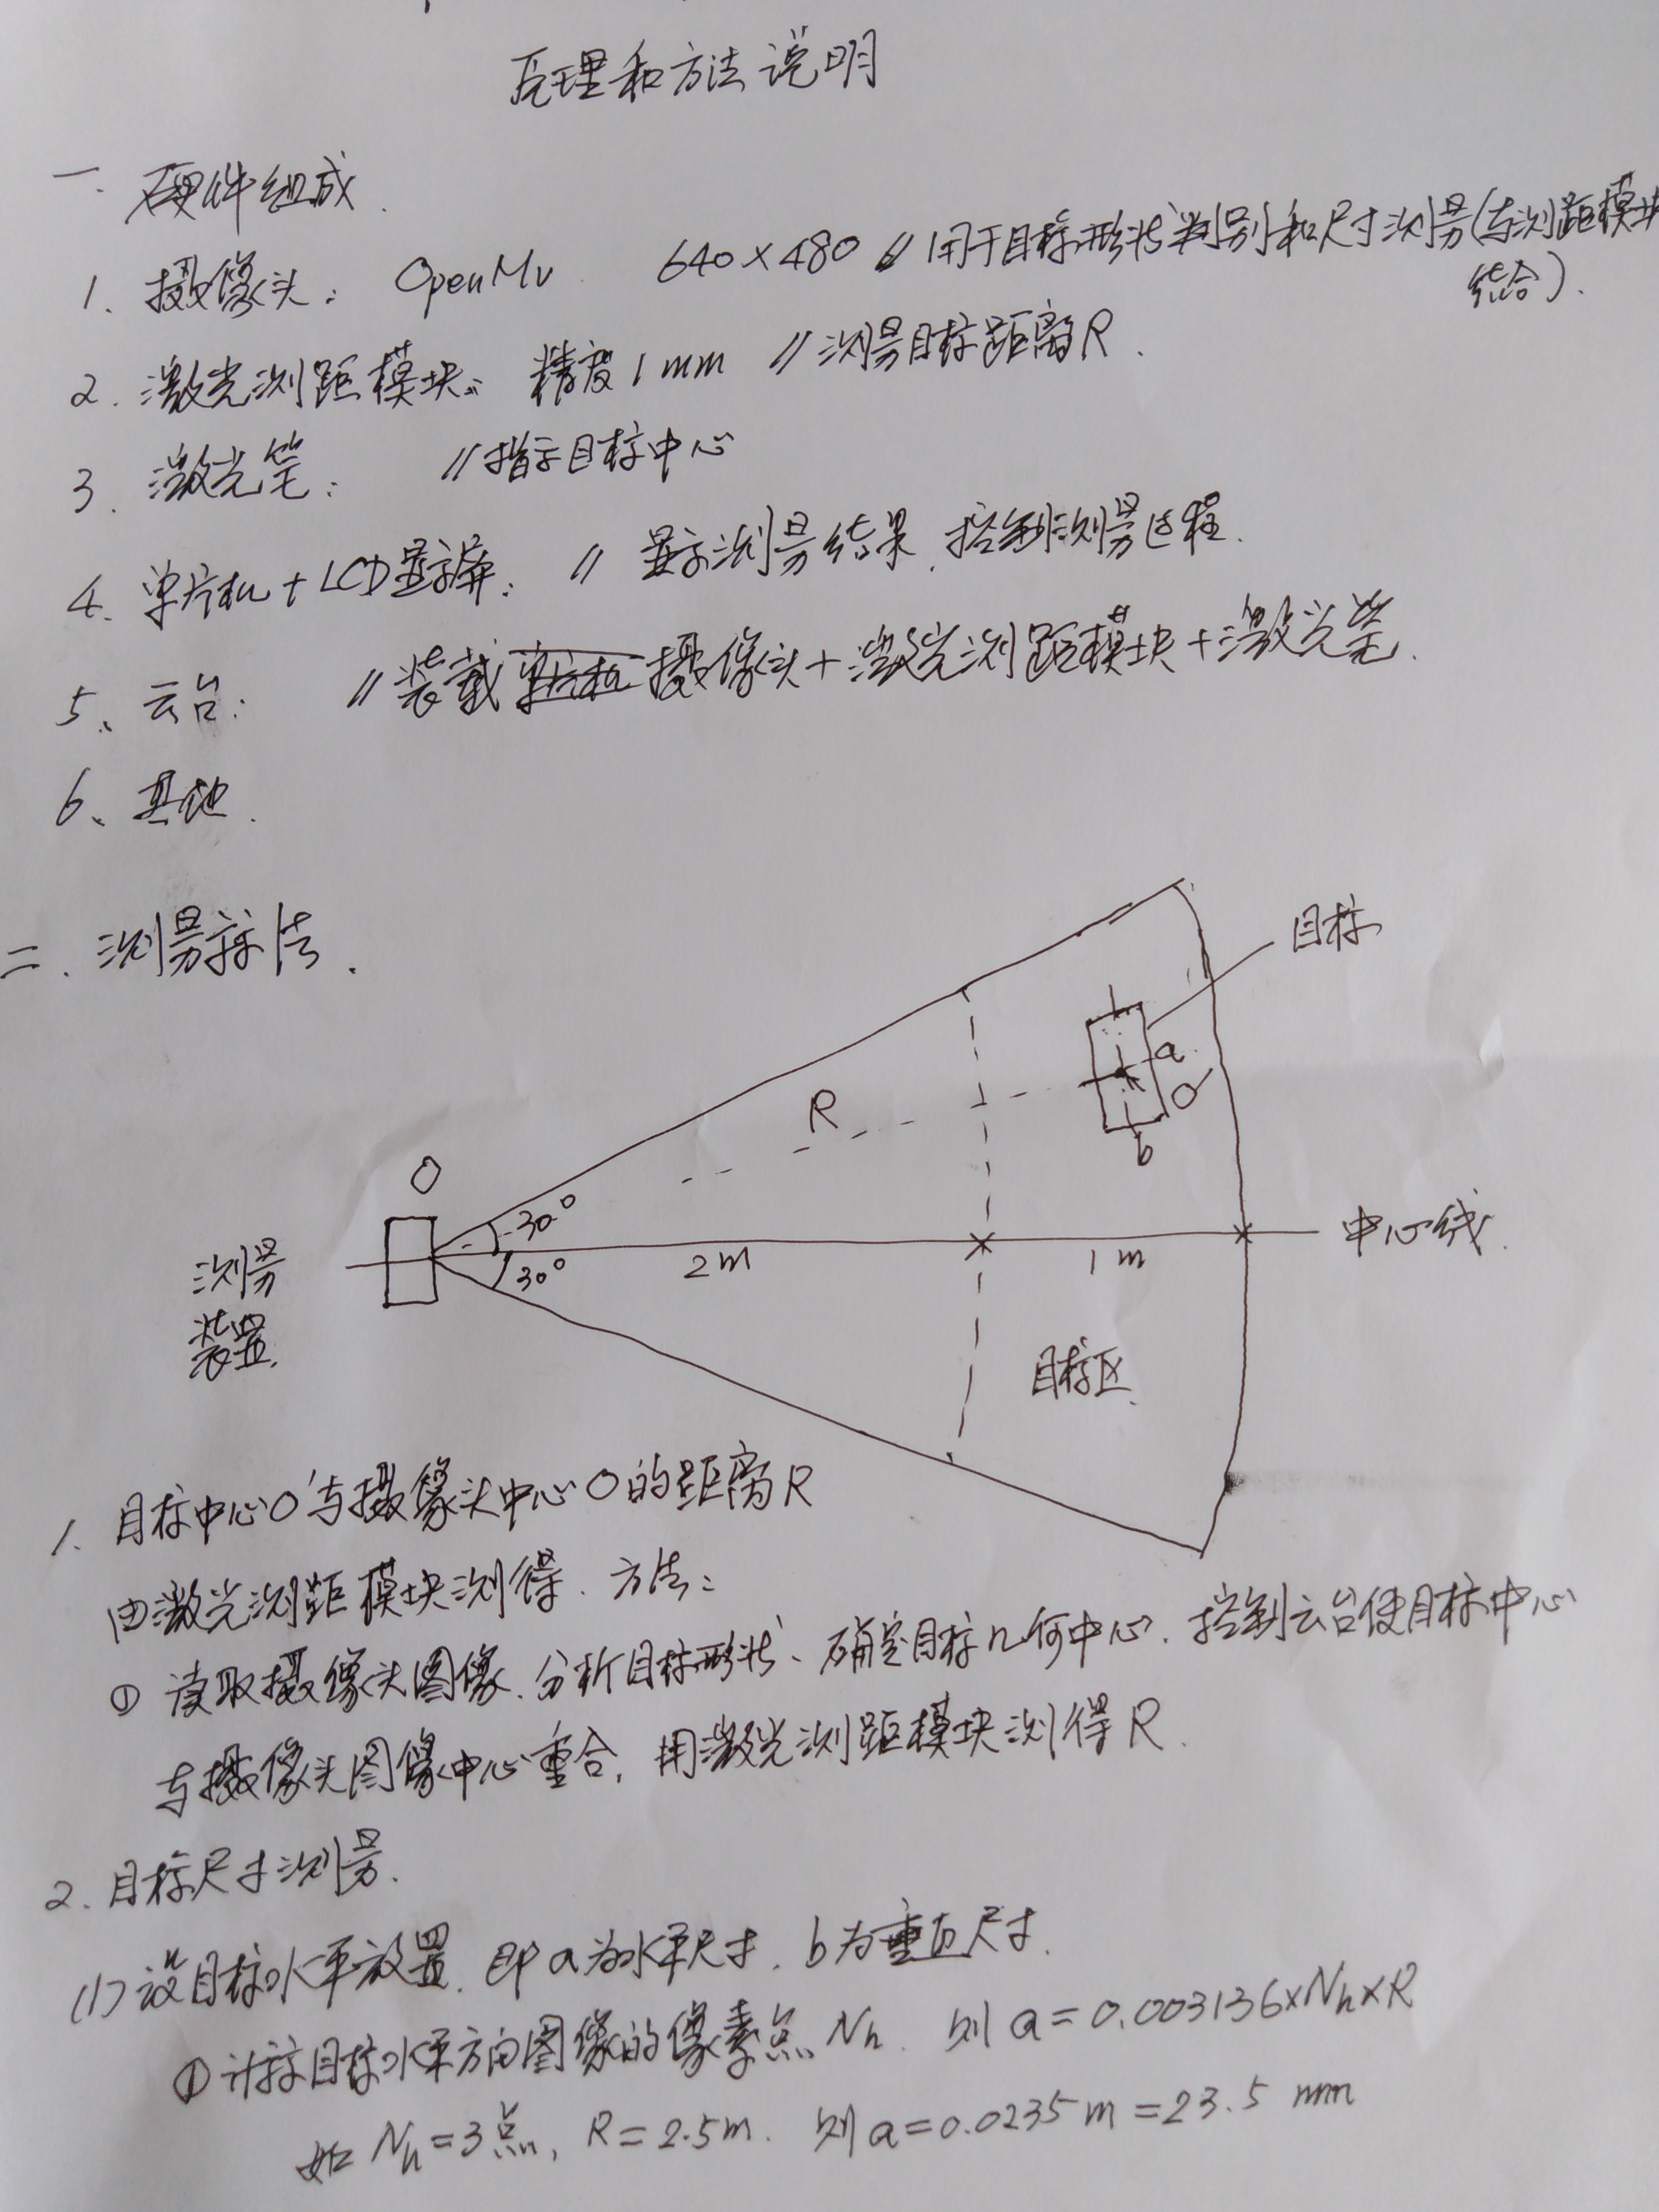 原理和方法说明
一. 硬件组成.
1. 摄像头: OpenMv 640×480 // 用于目标形状判别和尺寸测量(与测距模块
结合).
2. 激光测距模块: 精度1mm // 测量目标距离R.
3. 激光笔: // 指示目标中心
4. 单片机+LCD显示屏: // 显示测量结果,控制测量过程.
5、云台: // 装载单片机摄像头+激光测距模块+激光笔.
6、其他.
二. 测量方法.
目标
a
O'
b
R
O
30°
30°
测量
装置.
2m
1m
中心线.
目标区.
1. 目标中心O'与摄像头中心O的距离R
由激光测距模块测得. 方法:
① 读取摄像头图像,分析目标形状、确定目标几何中心.控制云台使目标中心
与摄像头图像中心重合,用激光测距模块测得R.
2. 目标尺寸测量.
(1) 设目标水平放置.即a为水平尺寸.b为垂直尺寸.
① 计算目标水平方向图像的像素点Nh. 则 a=0.003136×Nh×R
如 Nh=3点, R=2.5m. 则 a=0.0235m=23.5 mm